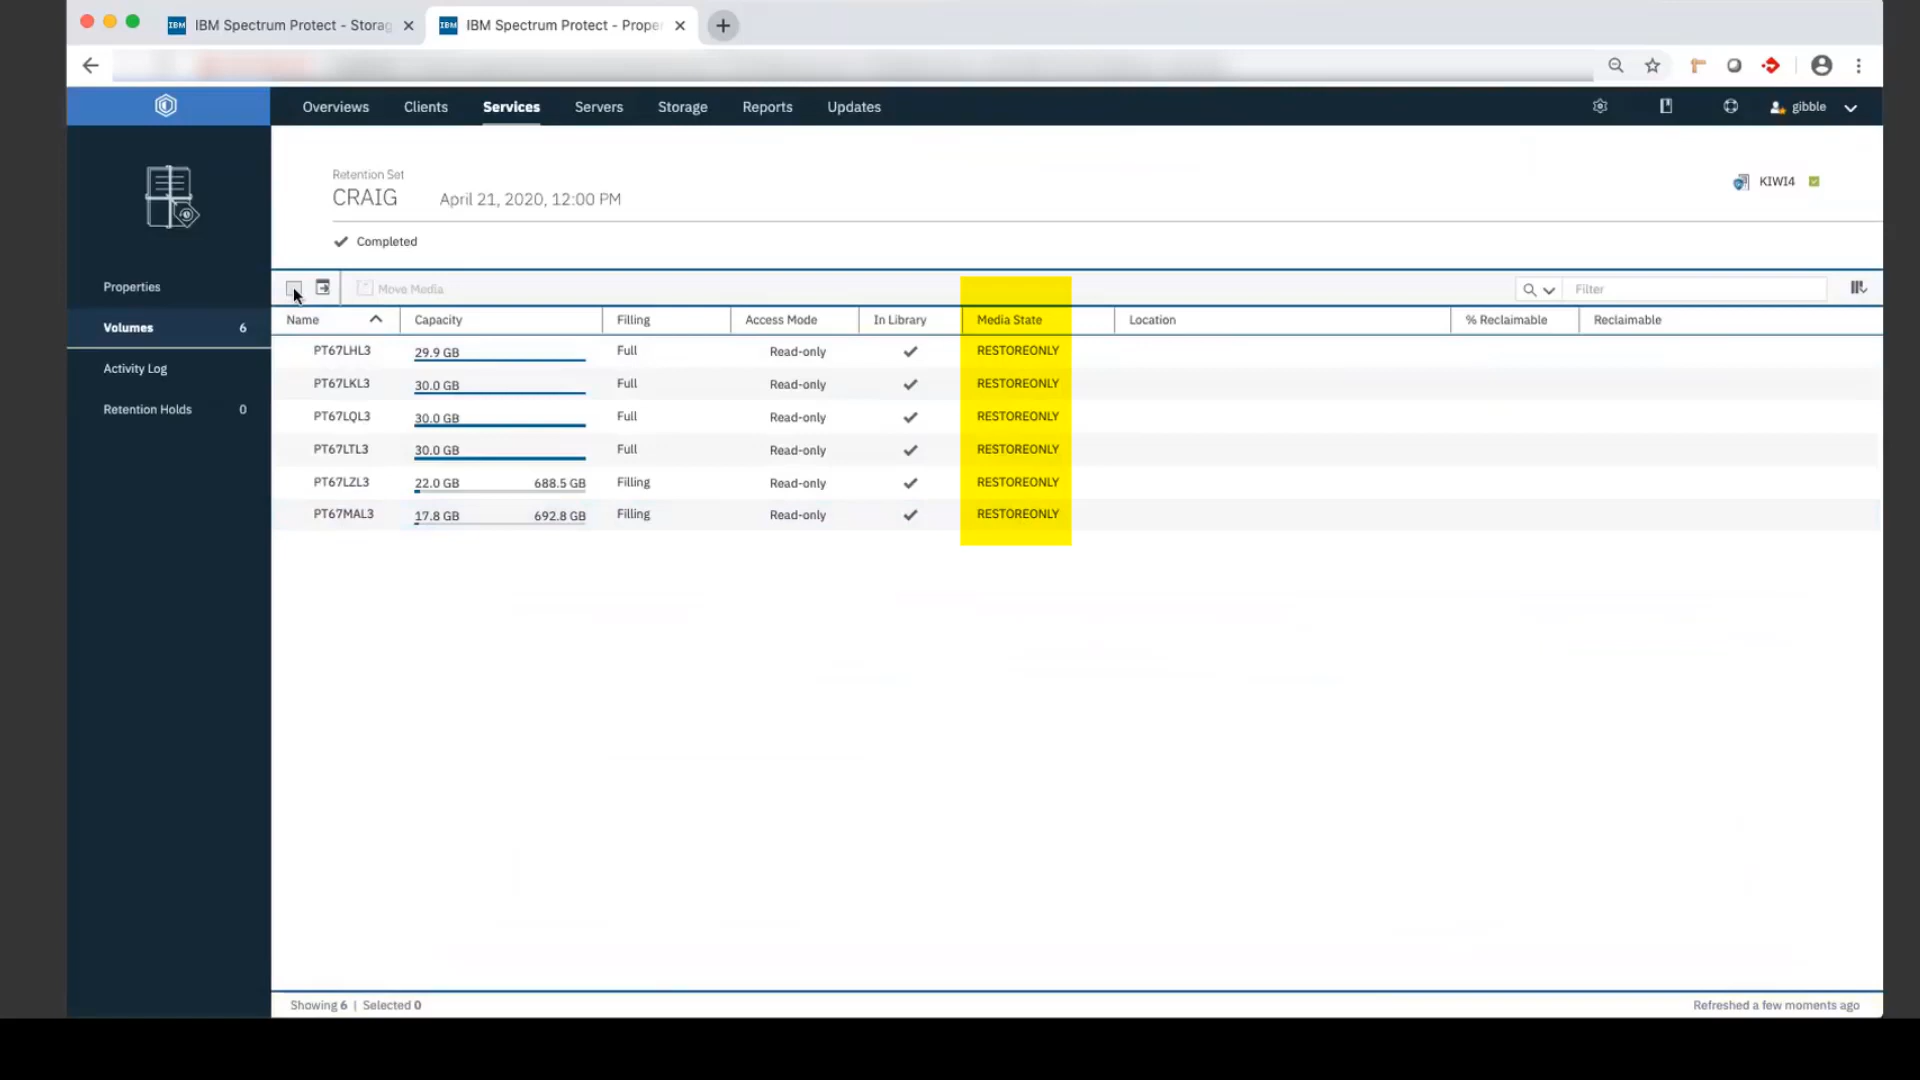 IBM IBM Spectrum Protect - Storag IBM IBM Spectrum Protect - Proper
Overviews Clients Services Servers Storage Reports Updates gibble
Retention Set
CRAIG April 21, 2020, 12:00 PM KIWI4
Completed
Properties
Volumes 6
Activity Log
Retention Holds 0
Move Media Filter
Name Capacity Filling Access Mode In Library Media State Location % Reclaimable Reclaimable
PT67LHL3 29.9 GB Full Read-only RESTOREONLY
PT67LKL3 30.0 GB Full Read-only RESTOREONLY
PT67LQL3 30.0 GB Full Read-only RESTOREONLY
PT67LTL3 30.0 GB Full Read-only RESTOREONLY
PT67LZL3 22.0 GB 688.5 GB Filling Read-only RESTOREONLY
PT67MAL3 17.8 GB 692.8 GB Filling Read-only RESTOREONLY
Showing 6 | Selected 0 Refreshed a few moments ago